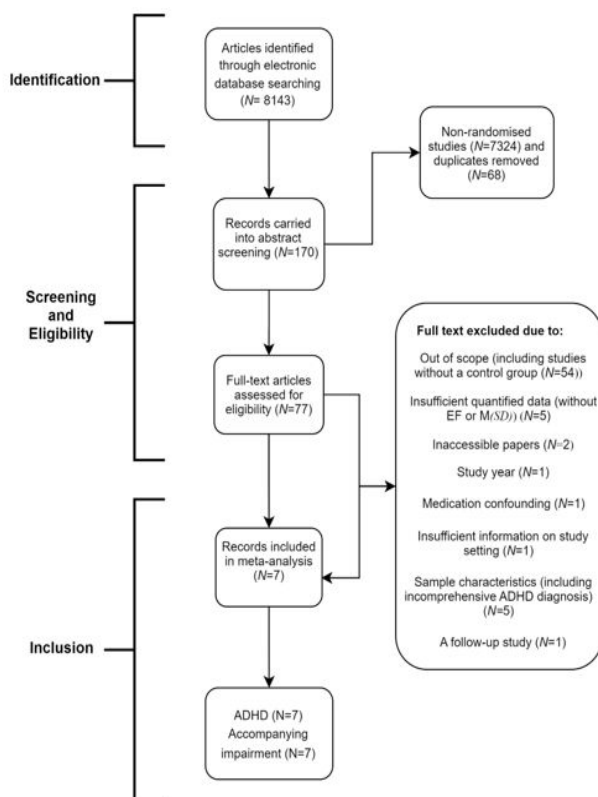 Identification
Articles identified
through electronic
database searching
(N= 8143)
Non-randomised
studies (N=7324) and
duplicates removed
(N=68)
Screening
and
Eligibility
Records carried
into abstract
screening (N=170)
Full-text articles
assessed for
eligibility (N=77)
Full text excluded due to:
Out of scope (including studies
without a control group (N=54))
Insufficient quantified data (without
EF or M(SD)) (N=5)
Inaccessible papers (N=2)
Study year (N=1)
Medication confounding (N=1)
Insufficient information on study
setting (N=1)
Sample characteristics (including
incomprehensive ADHD diagnosis)
(N=5)
A follow-up study (N=1)
Inclusion
Records included
in meta-analysis
(N=7)
ADHD (N=7)
Accompanying
impairment (N=7)